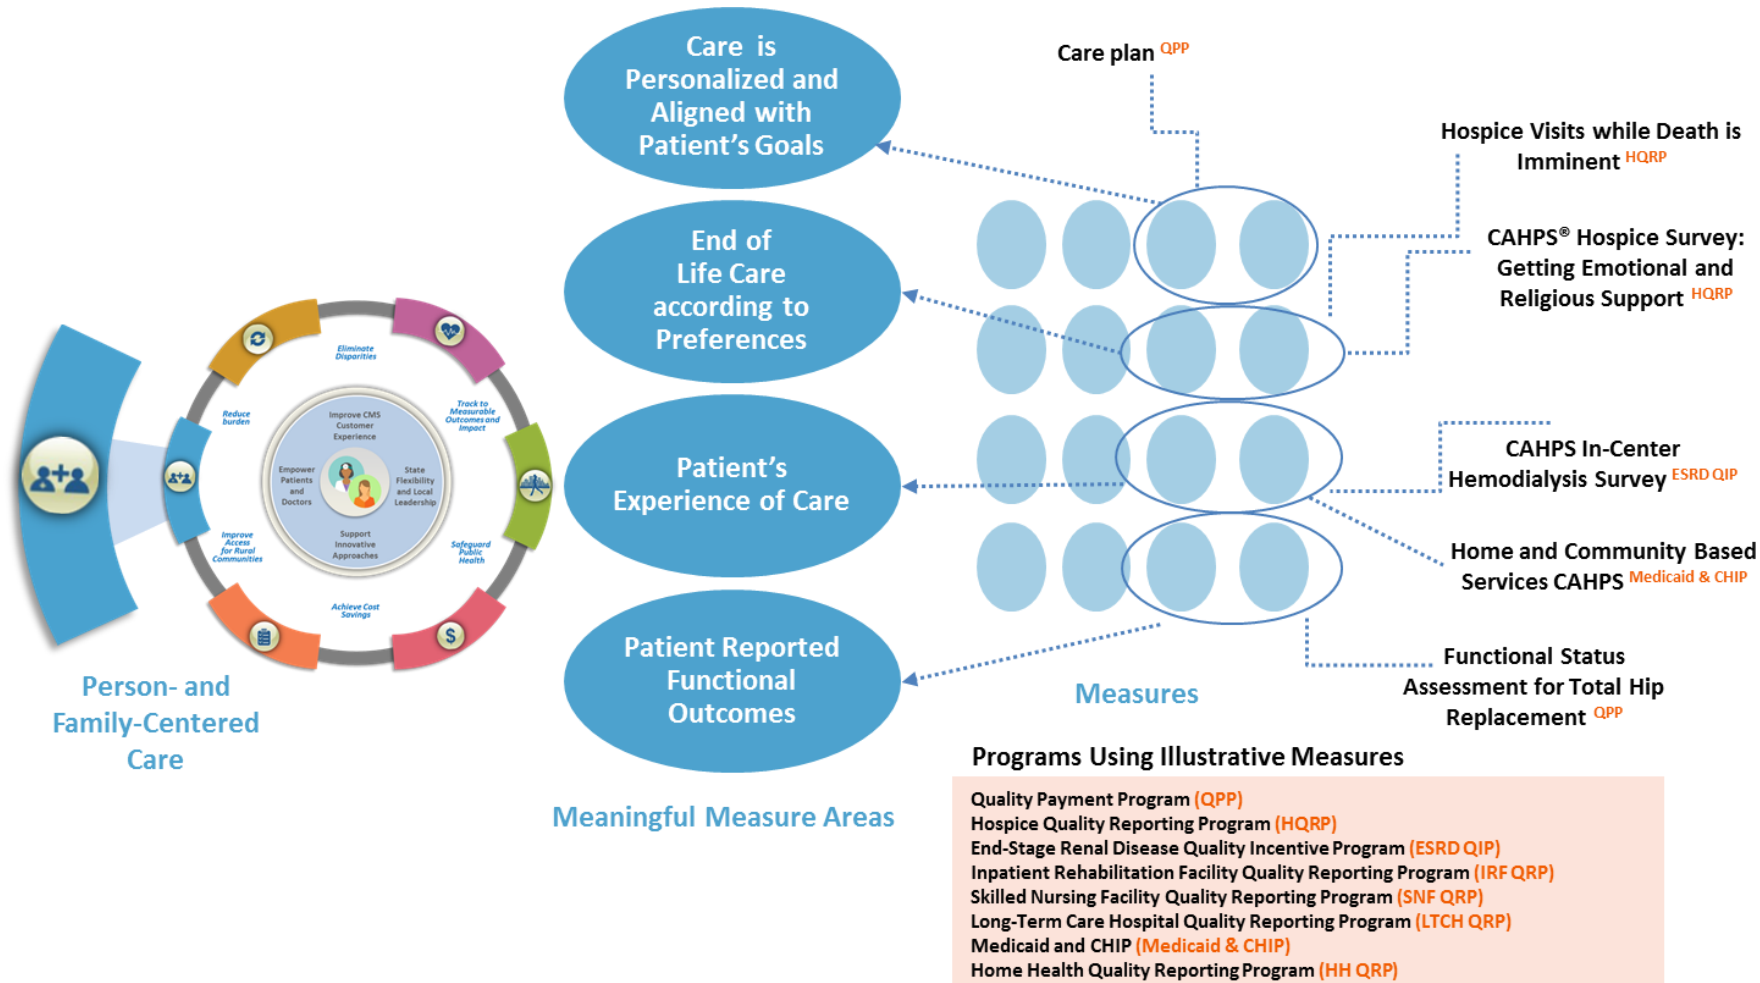 Care is
Personalized and
Aligned with
Patient's Goals
End of
Life Care
according to
Preferences
Patient's
Experience of Care
Patient Reported
Functional
Outcomes
Meaningful Measure Areas
Eliminate
Disparities
Track to
Measurable
Outcomes and
Impact
Safeguard
Public
Health
Achieve Cost
Savings
Improve
Access
for Rural
Communities
Reduce
burden
Improve CMS
Customer
Experience
State
Flexibility
and Local
Leadership
Support
Innovative
Approaches
Empower
Patients
and
Doctors
$
Person- and
Family-Centered
Care
Care plan QPP
Hospice Visits while Death is
Imminent HQRP
CAHPS® Hospice Survey:
Getting Emotional and
Religious Support HQRP
CAHPS In-Center
Hemodialysis Survey ESRD QIP
Home and Community Based
Services CAHPS Medicaid & CHIP
Functional Status
Assessment for Total Hip
Replacement QPP
Measures
Programs Using Illustrative Measures
Quality Payment Program (QPP)
Hospice Quality Reporting Program (HQRP)
End-Stage Renal Disease Quality Incentive Program (ESRD QIP)
Inpatient Rehabilitation Facility Quality Reporting Program (IRF QRP)
Skilled Nursing Facility Quality Reporting Program (SNF QRP)
Long-Term Care Hospital Quality Reporting Program (LTCH QRP)
Medicaid and CHIP (Medicaid & CHIP)
Home Health Quality Reporting Program (HH QRP)